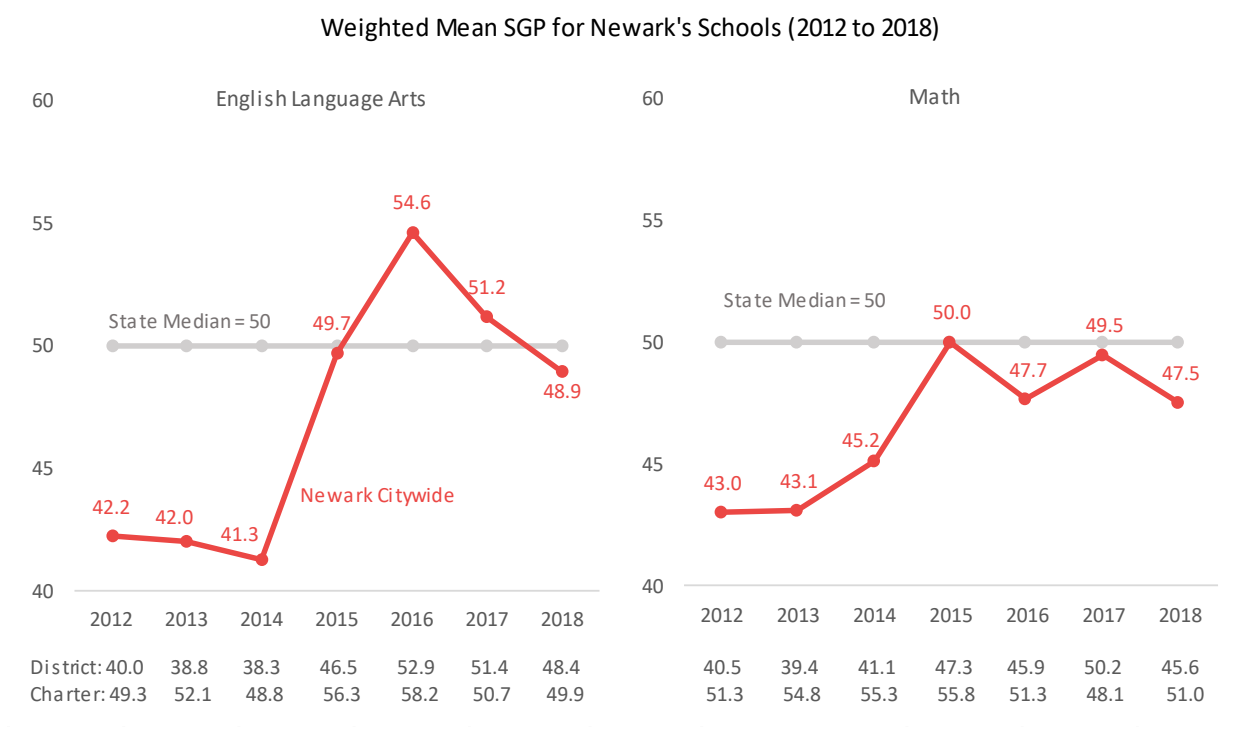 Weighted Mean SGP for Newark's Schools (2012 to 2018)
English Language Arts
60
55
50
45
40
State Median = 50
42.2
42.0
41.3
49.7
54.6
51.2
48.9
Newark Citywide
2012 2013 2014 2015 2016 2017 2018
District: 40.0 38.8 38.3 46.5 52.9 51.4 48.4
Charter: 49.3 52.1 48.8 56.3 58.2 50.7 49.9
Math
60
55
50
45
40
State Median = 50
43.0
43.1
45.2
50.0
47.7
49.5
47.5
2012 2013 2014 2015 2016 2017 2018
40.5 39.4 41.1 47.3 45.9 50.2 45.6
51.3 54.8 55.3 55.8 51.3 48.1 51.0